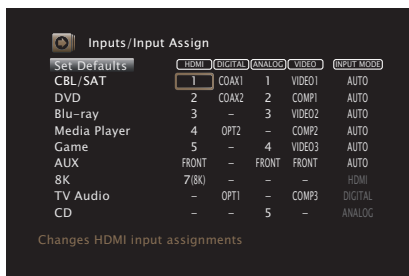 Inputs/Input Assign
Set Defaults HDMI DIGITAL ANALOG VIDEO INPUT MODE
CBL/SAT 1 COAX1 1 VIDEO1 AUTO
DVD 2 COAX2 2 COMP1 AUTO
Blu-ray 3 – 3 VIDEO2 AUTO
Media Player 4 OPT2 – COMP2 AUTO
Game 5 – 4 VIDEO3 AUTO
AUX FRONT – FRONT FRONT AUTO
8K 7(8K) – – – HDMI
TV Audio – OPT1 – COMP3 DIGITAL
CD – – 5 – ANALOG
Changes HDMI input assignments